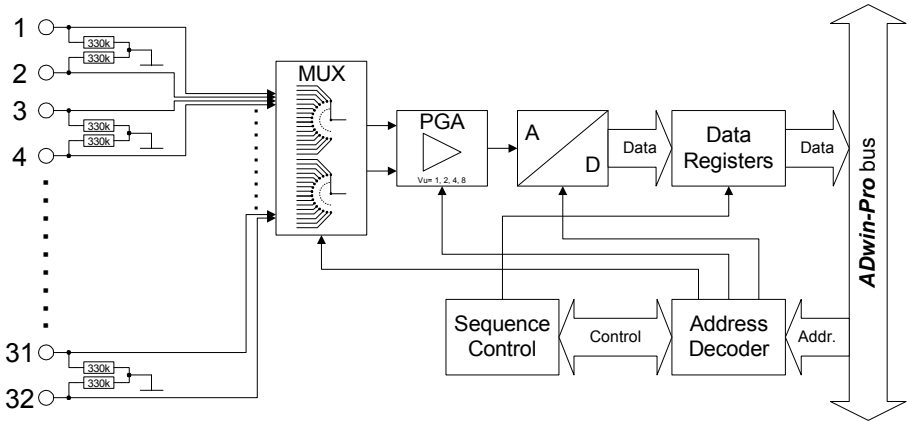 1
330k
330k
2
3
330k
330k
4
31
330k
330k
32
MUX
PGA
Vu= 1, 2, 4, 8
A
D
Data
Data
Registers
Data
ADwin-Pro bus
Sequence
Control
Control
Address
Decoder
Addr.